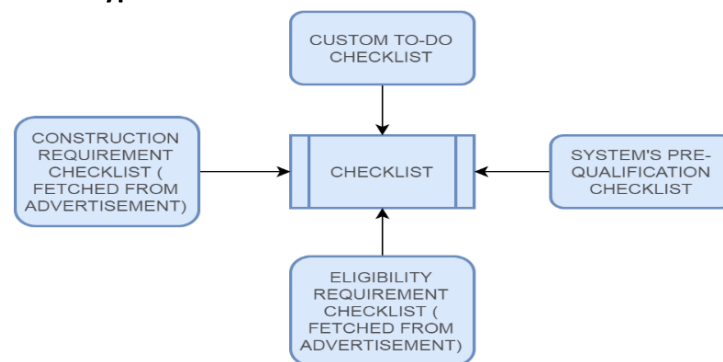 CUSTOM TO-DO
CHECKLIST
CONSTRUCTION
REQUIREMENT
CHECKLIST (
FETCHED FROM
ADVERTISEMENT)
CHECKLIST
SYSTEM'S PRE-
QUALIFICATION
CHECKLIST
ELIGIBILITY
REQUIREMENT
CHECKLIST (
FETCHED FROM
ADVERTISEMENT)